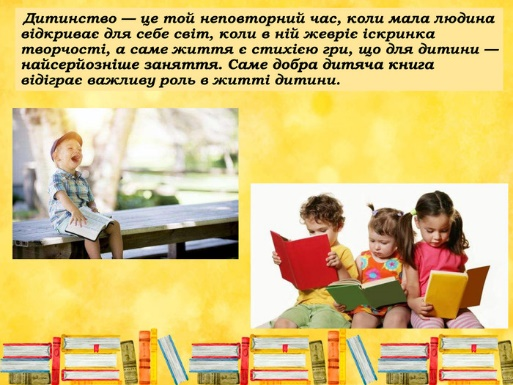 Дитинство — це той неповторний час, коли мала людина
відкриває для себе світ, коли в ній жевріє іскринка
творчості, а саме життя є стихією гри, що для дитини —
найсерйозніше заняття. Саме добра дитяча книга
відіграє важливу роль в житті дитини.